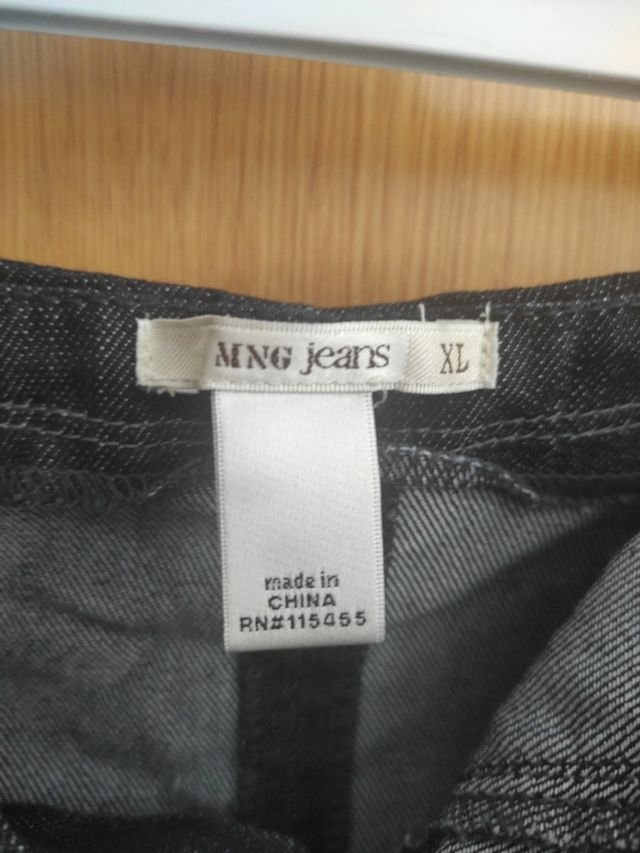 MNG jeans XL
made in
CHINA
RN#115455